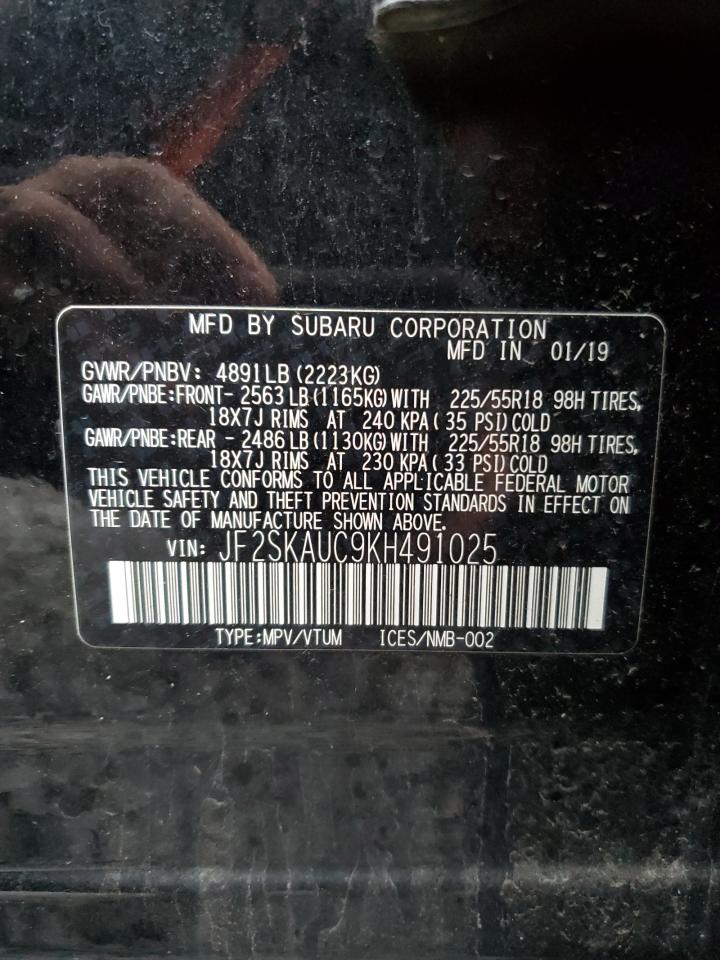 MFD BY SUBARU CORPORATION
MFD IN 01/19
GVWR/PNBV: 4891LB(2223KG)
GAWR/PNBE:FRONT- 2563LB(1165KG)WITH 225/55R18 98H TIRES,
18X7J RIMS AT 240 KPA( 35 PSI)COLD
GAWR/PNBE:REAR - 2486LB(1130KG)WITH 225/55R18 98H TIRES,
18X7J RIMS AT 230 KPA( 33 PSI)COLD
THIS VEHICLE CONFORMS TO ALL APPLICABLE FEDERAL MOTOR
VEHICLE SAFETY AND THEFT PREVENTION STANDARDS IN EFFECT ON
THE DATE OF MANUFACTURE SHOWN ABOVE.
VIN: JF2SKAUC9KH491025
TYPE:MPV/VTUM ICES/NMB-002